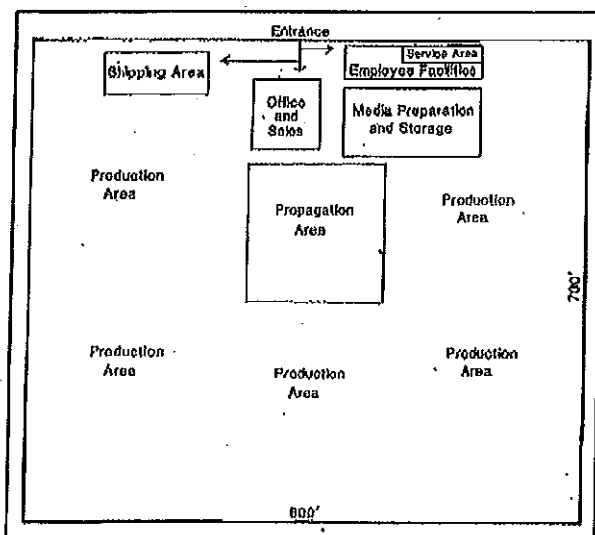 Entrance
Service Area
Shipping Area
Employee Facilities
Office
and
Sales
Media Preparation
and Storage
Production
Area
Propagation
Area
Production
Area
700'
Production
Area
Production
Area
Production
Area
800'